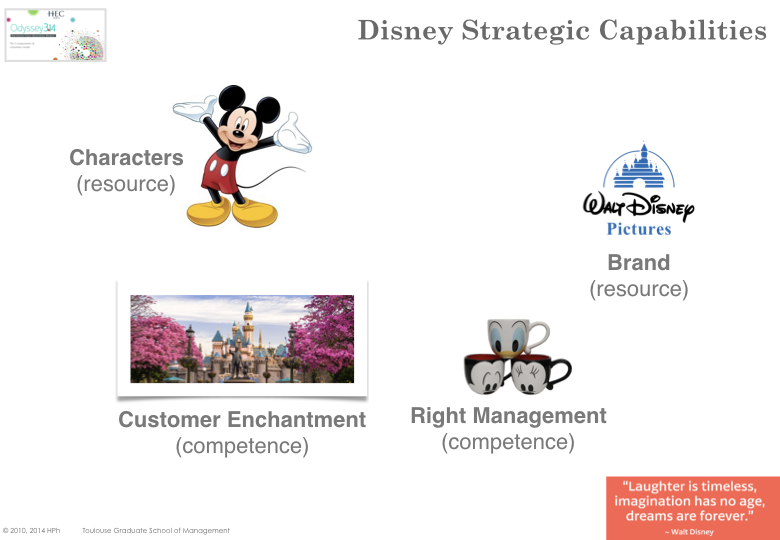 HEC
Odyssey3.14
Disney Strategic Capabilities
Characters
(resource)
WALT DISNEY
Pictures
Brand
(resource)
Customer Enchantment
(competence)
Right Management
(competence)
“Laughter is timeless,
imagination has no age,
dreams are forever.”
– Walt Disney
© 2010, 2014 HPh Toulouse Graduate School of Management